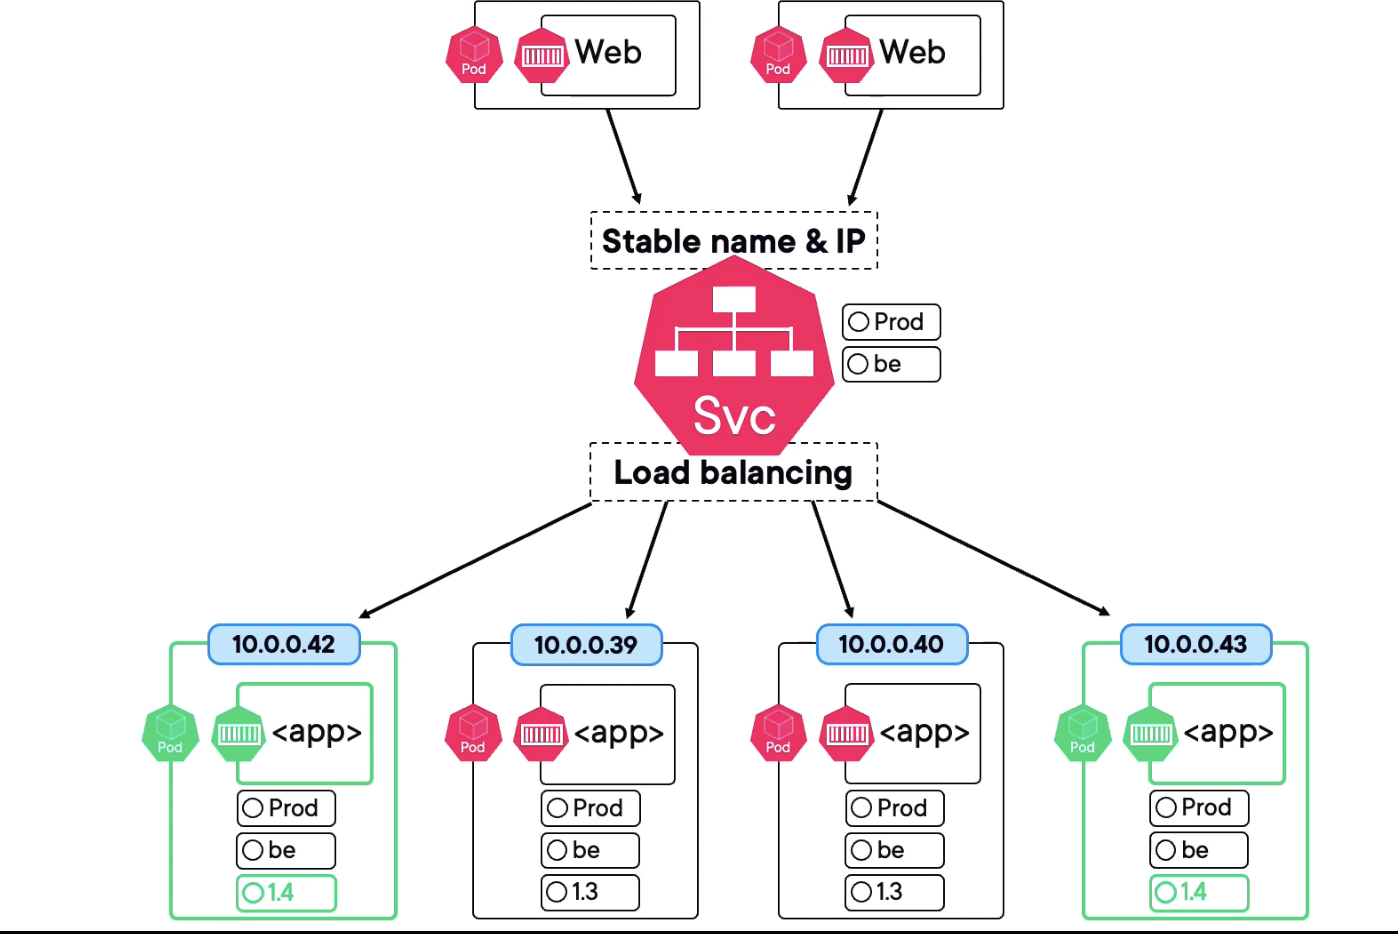 Pod
Web
Pod
Web
Stable name & IP
Prod
be
Svc
Load balancing
10.0.0.42
Pod
<app>
Prod
be
1.4
10.0.0.39
Pod
<app>
Prod
be
1.3
10.0.0.40
Pod
<app>
Prod
be
1.3
10.0.0.43
Pod
<app>
Prod
be
1.4